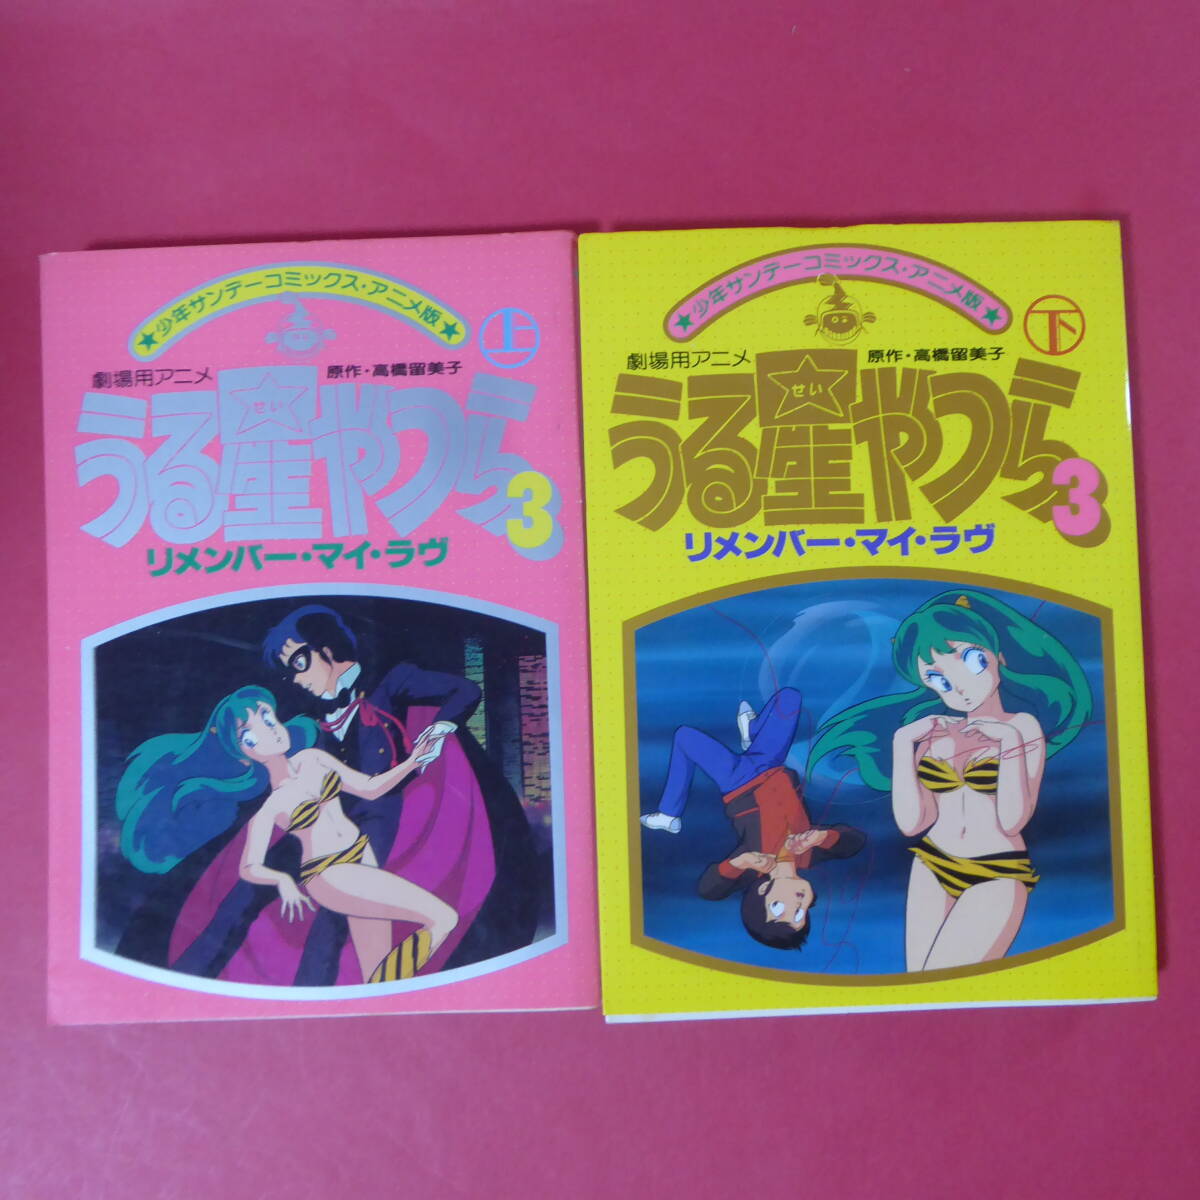 ★少年サンデーコミックス・アニメ版★
上
劇場用アニメ
原作・高橋留美子
せい
うる星やつら3
リメンバー・マイ・ラヴ
★少年サンデーコミックス・アニメ版★
下
劇場用アニメ
原作・高橋留美子
せい
うる星やつら3
リメンバー・マイ・ラヴ